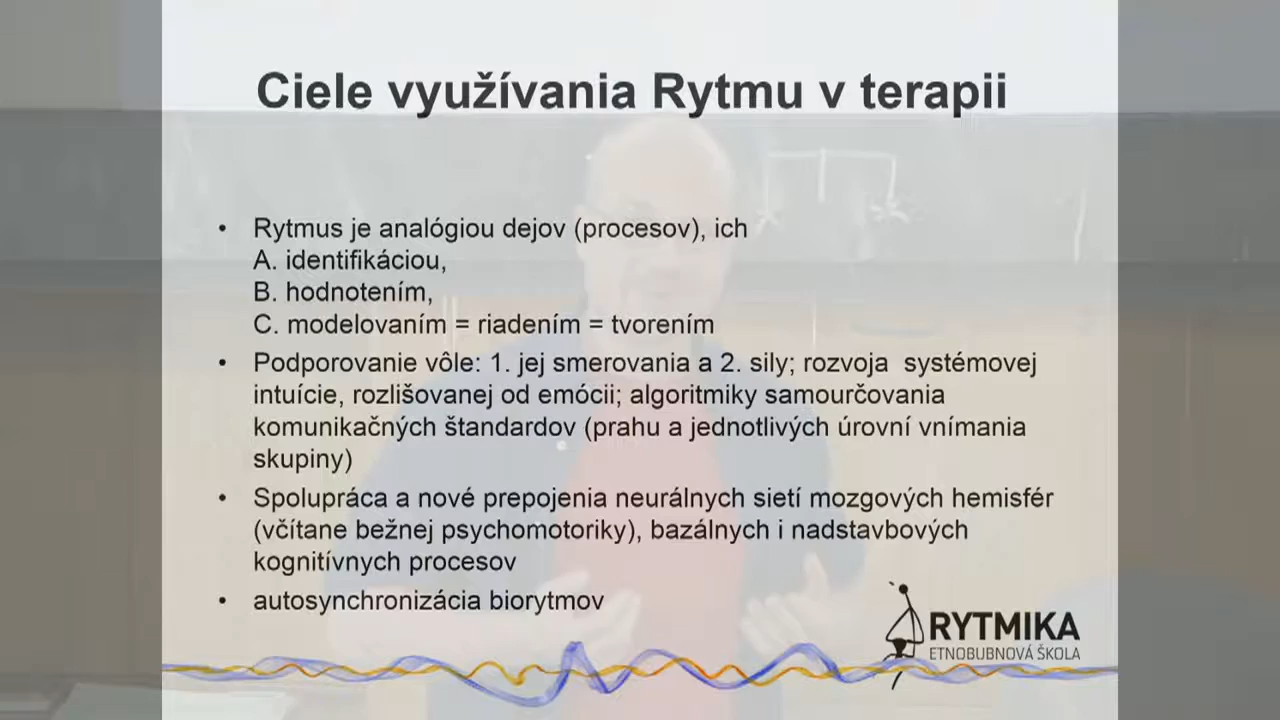 Ciele využívania Rytmu v terapii
• Rytmus je analógiou dejov (procesov), ich
A. identifikáciou,
B. hodnotením,
C. modelovaním = riadením = tvorením
• Podporovanie vôle: 1. jej smerovania a 2. sily; rozvoja systémovej
intuície, rozlišovanej od emócii; algoritmiky samourčovania
komunikačných štandardov (prahu a jednotlivých úrovní vnímania
skupiny)
• Spolupráca a nové prepojenia neurálnych sietí mozgových hemisfér
(včítane bežnej psychomotoriky), bazálnych i nadstavbových
kognitívnych procesov
• autosynchronizácia biorytmov
RYTMIKA
ETNOBUBNOVÁ ŠKOLA